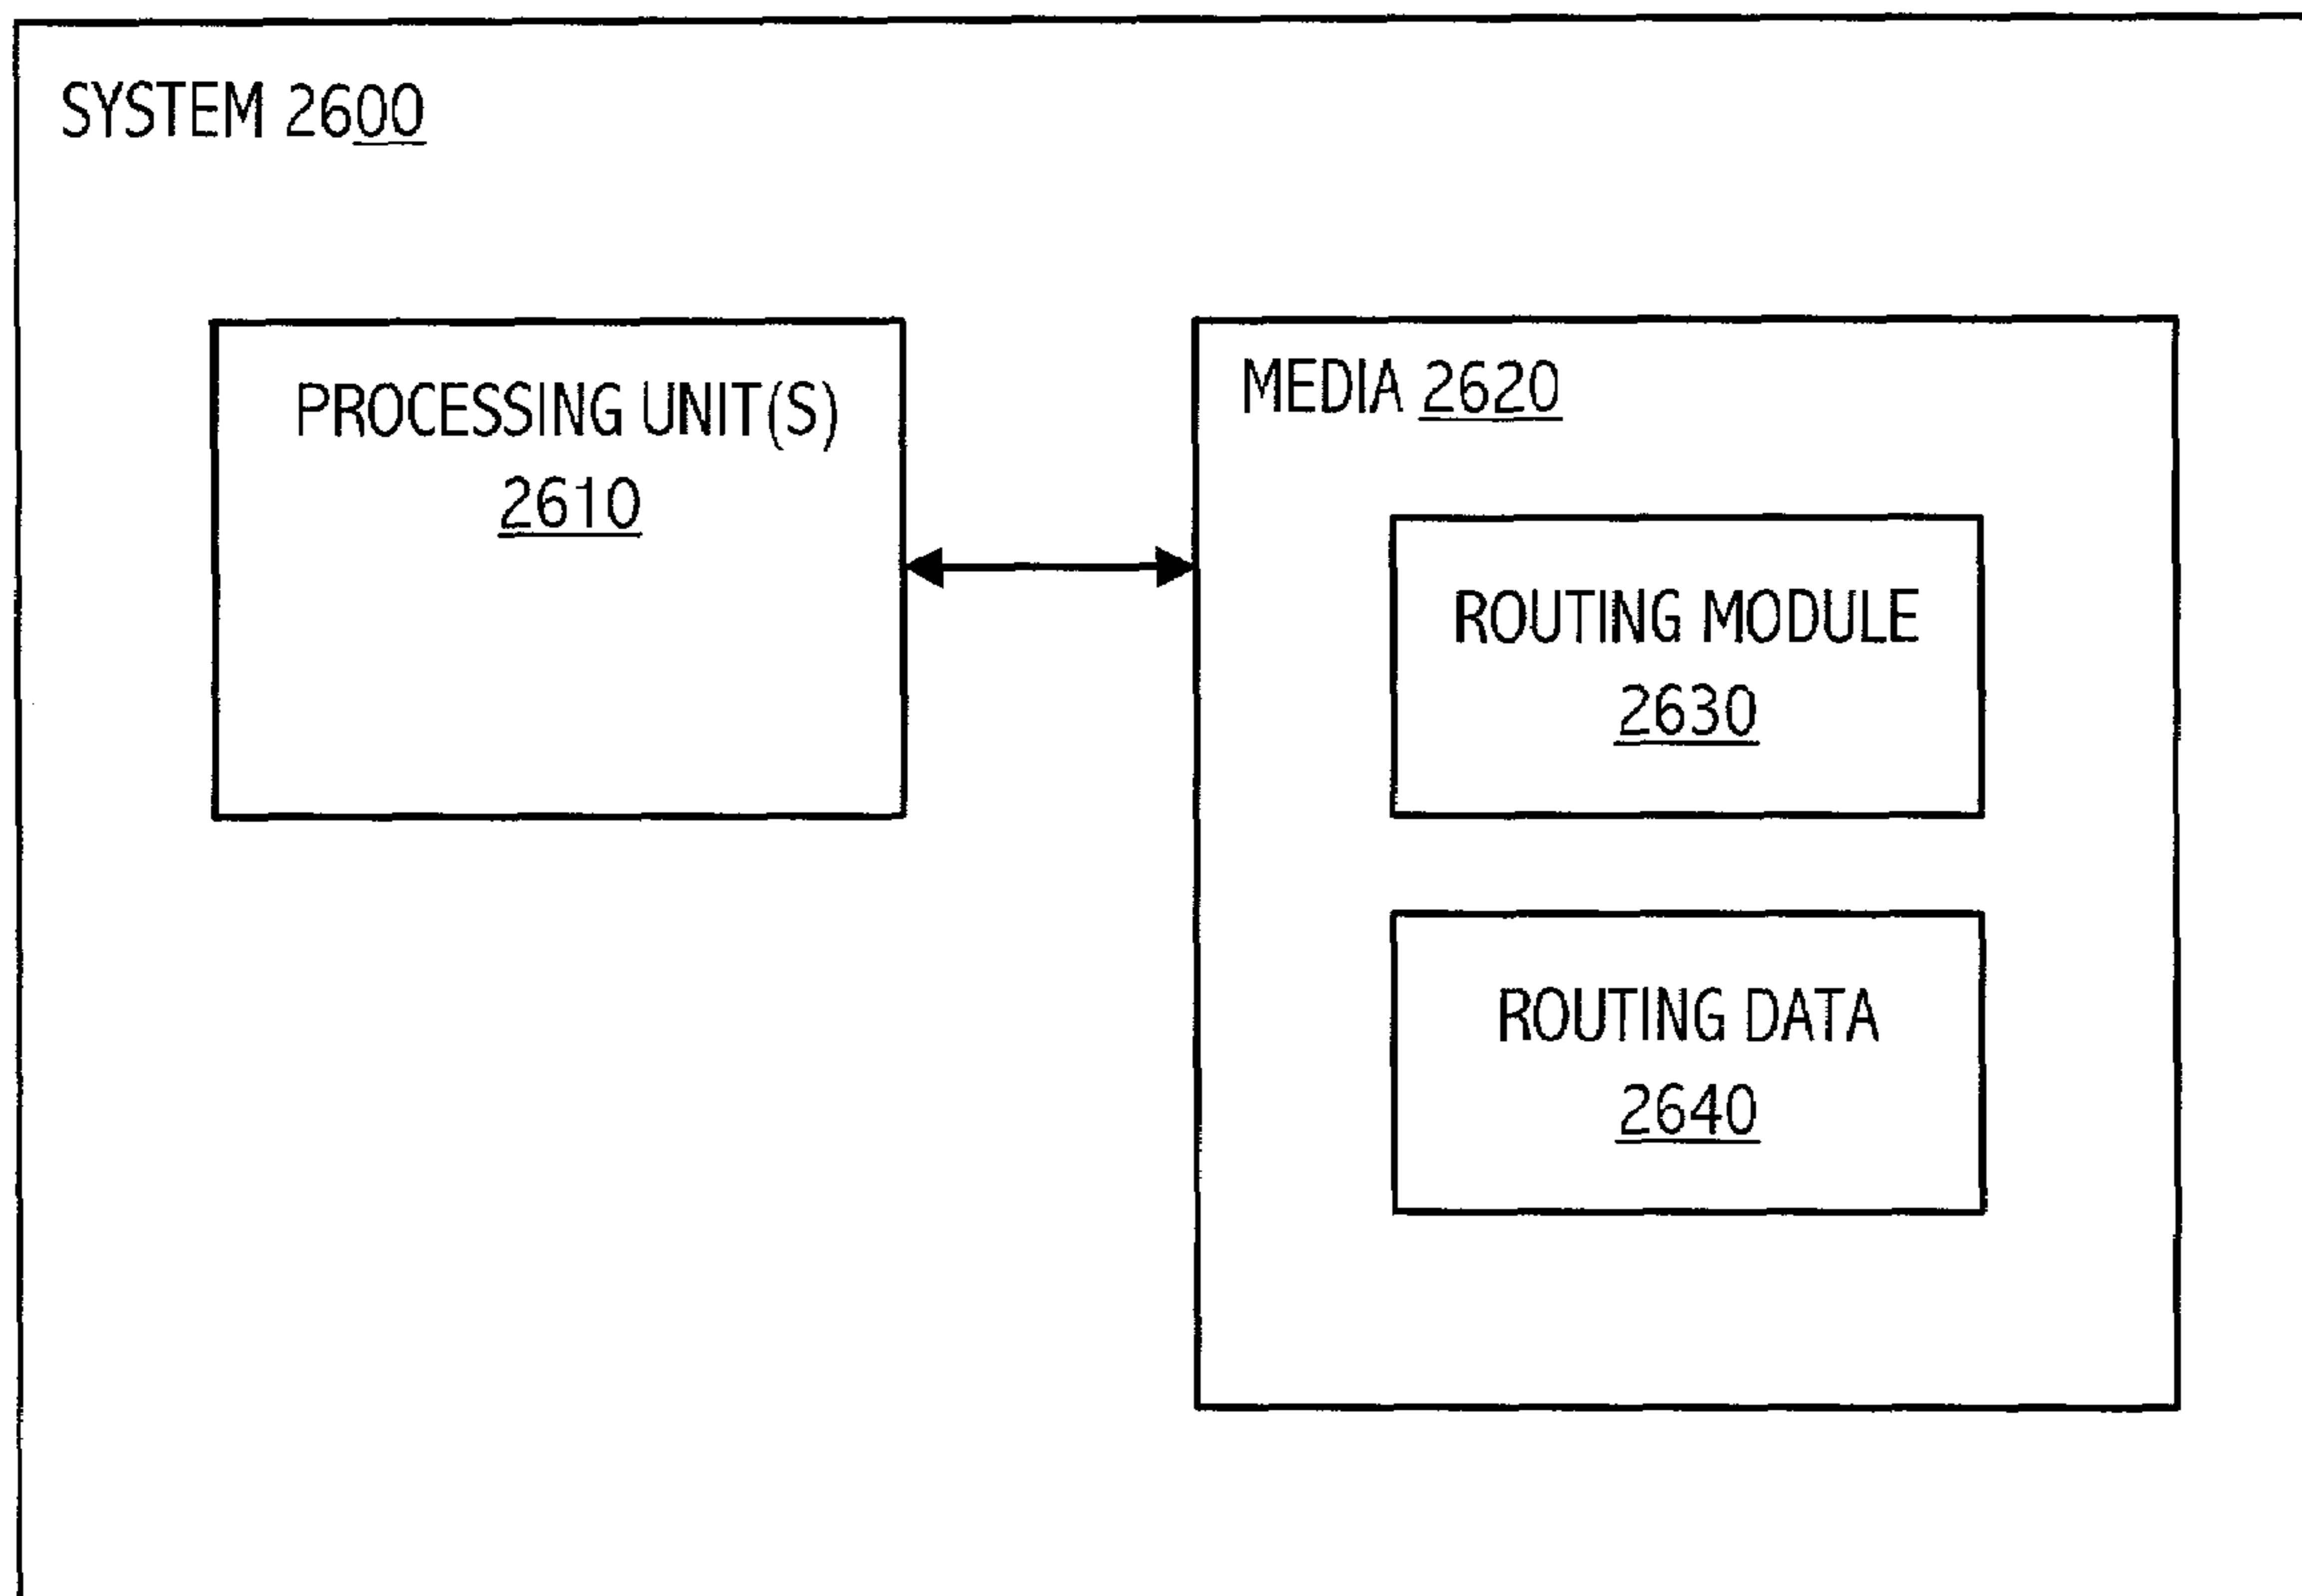 SYSTEM 2600
PROCESSING UNIT(S)
2610
MEDIA 2620
ROUTING MODULE
2630
ROUTING DATA
2640